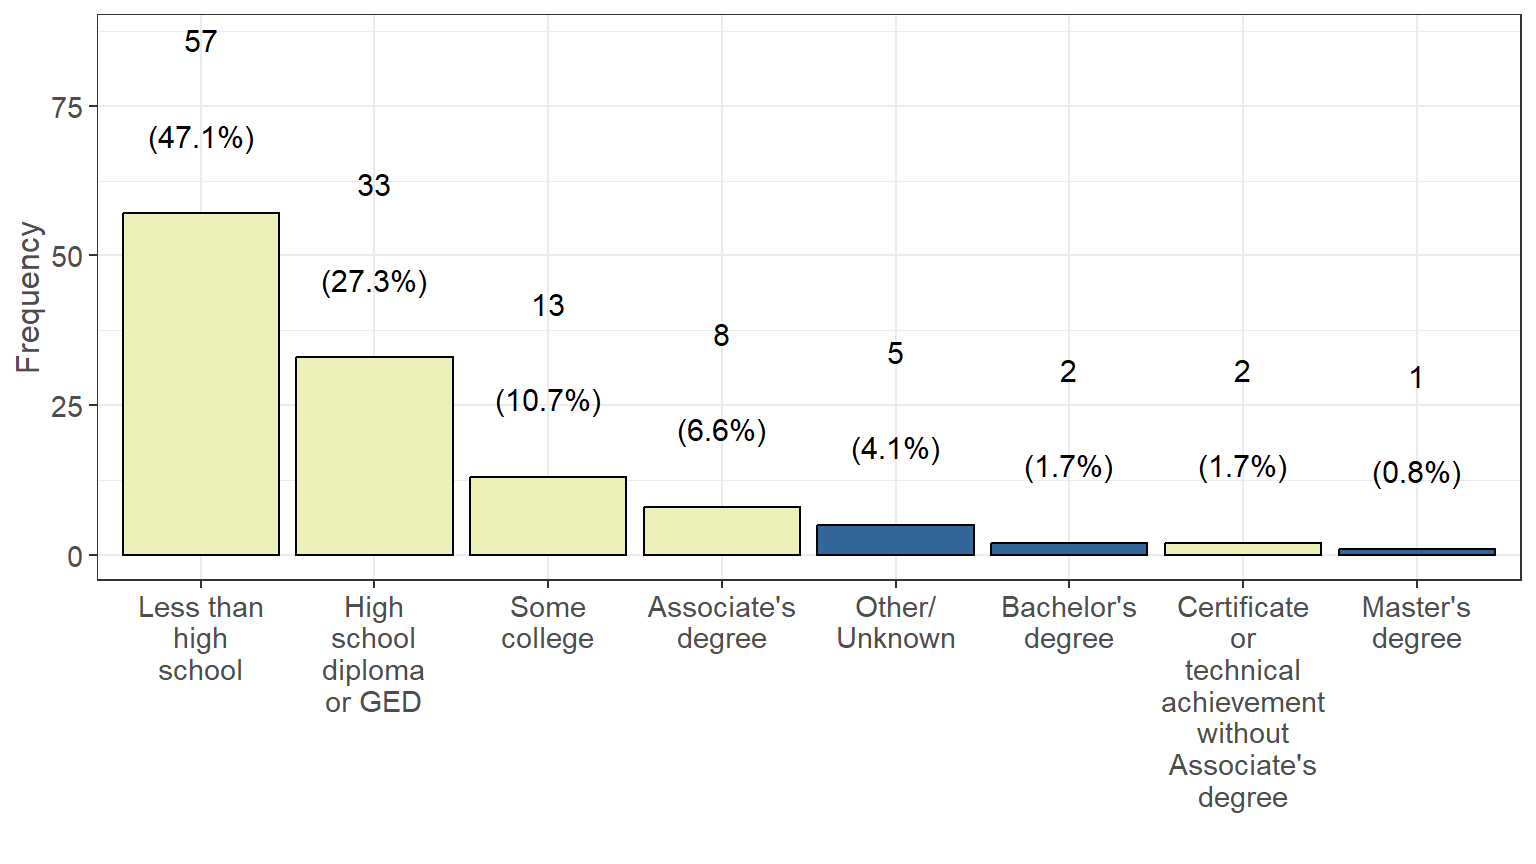 57
(47.1%)
33
(27.3%)
13
(10.7%)
8
(6.6%)
5
(4.1%)
2
(1.7%)
2
(1.7%)
1
(0.8%)
Frequency
75
50
25
0
Less than
high
school
High
school
diploma
or GED
Some
college
Associate's
degree
Other/
Unknown
Bachelor's
degree
Certificate
or
technical
achievement
without
Associate's
degree
Master's
degree